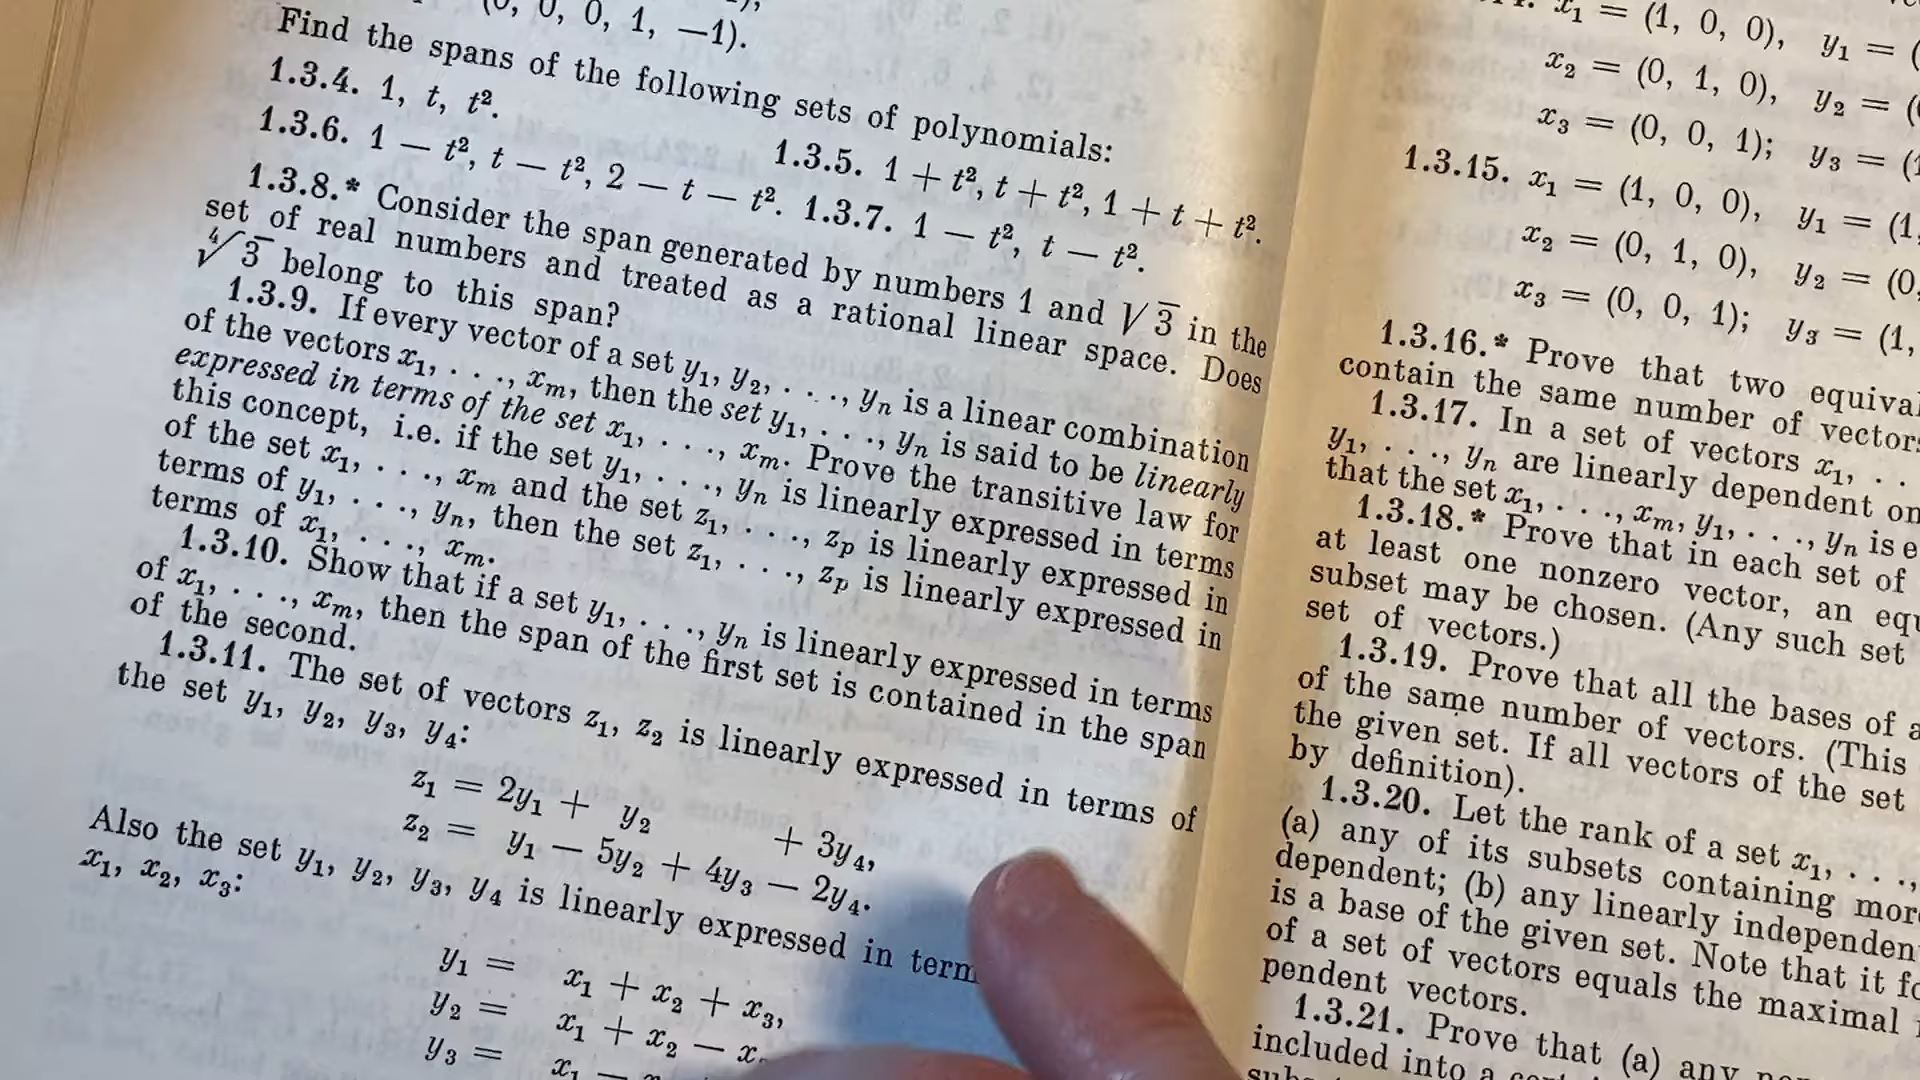 (0, 0, 0, 1, −1).
Find the spans of the following sets of polynomials:
1.3.4. 1, t, t².
1.3.5. 1 + t², t + t², 1 + t + t².
1.3.6. 1 − t², t − t², 2 − t − t². 1.3.7. 1 − t², t − t².
1.3.8.* Consider the span generated by numbers 1 and √3 in the
set of real numbers and treated as a rational linear space. Does
∜3 belong to this span?
1.3.9. If every vector of a set y₁, y₂, . . ., yₙ is a linear combination
of the vectors x₁, . . ., xₘ, then the set y₁, . . ., yₙ is said to be linearly
expressed in terms of the set x₁, . . ., xₘ. Prove the transitive law for
this concept, i.e. if the set y₁, . . ., yₙ is linearly expressed in terms
of the set x₁, . . ., xₘ and the set z₁, . . ., zₚ is linearly expressed in
terms of y₁, . . ., yₙ, then the set z₁, . . ., zₚ is linearly expressed in
terms of x₁, . . ., xₘ.
1.3.10. Show that if a set y₁, . . ., yₙ is linearly expressed in terms
of x₁, . . ., xₘ, then the span of the first set is contained in the span
of the second.
1.3.11. The set of vectors z₁, z₂ is linearly expressed in terms of
the set y₁, y₂, y₃, y₄:
z₁ = 2y₁ + y₂ + 3y₄,
z₂ = y₁ − 5y₂ + 4y₃ − 2y₄.
Also the set y₁, y₂, y₃, y₄ is linearly expressed in
x₁, x₂, x₃:
y₁ = x₁ + x₂ + x₃,
y₂ = x₁ + x₂ −
y₃ = x₁ −
x₁ = (1, 0, 0), y₁ = (
x₂ = (0, 1, 0), y₂ = (
x₃ = (0, 0, 1); y₃ = (1
1.3.15. x₁ = (1, 0, 0), y₁ = (1,
x₂ = (0, 1, 0), y₂ = (0,
x₃ = (0, 0, 1); y₃ = (1,
1.3.16.* Prove that two
contain the same number of
1.3.17. In a set of vectors x₁, . .
y₁, . . ., yₙ are linearly dependent on
that the set x₁, . . ., xₘ, y₁, . . ., yₙ is
1.3.18.* Prove that in each set of
at least one nonzero vector, an
subset may be chosen. (Any such set
set of vectors.)
1.3.19. Prove that all the bases of a
of the same number of vectors. (This
the given set. If all vectors of the set
by definition).
1.3.20. Let the rank of a set x₁, . . .,
(a) any of its subsets containing
dependent; (b) any linearly
is a base of the given set. Note that it
of a set of vectors equals the maximal
pendent vectors.
1.3.21. Prove that (a) any
included into a